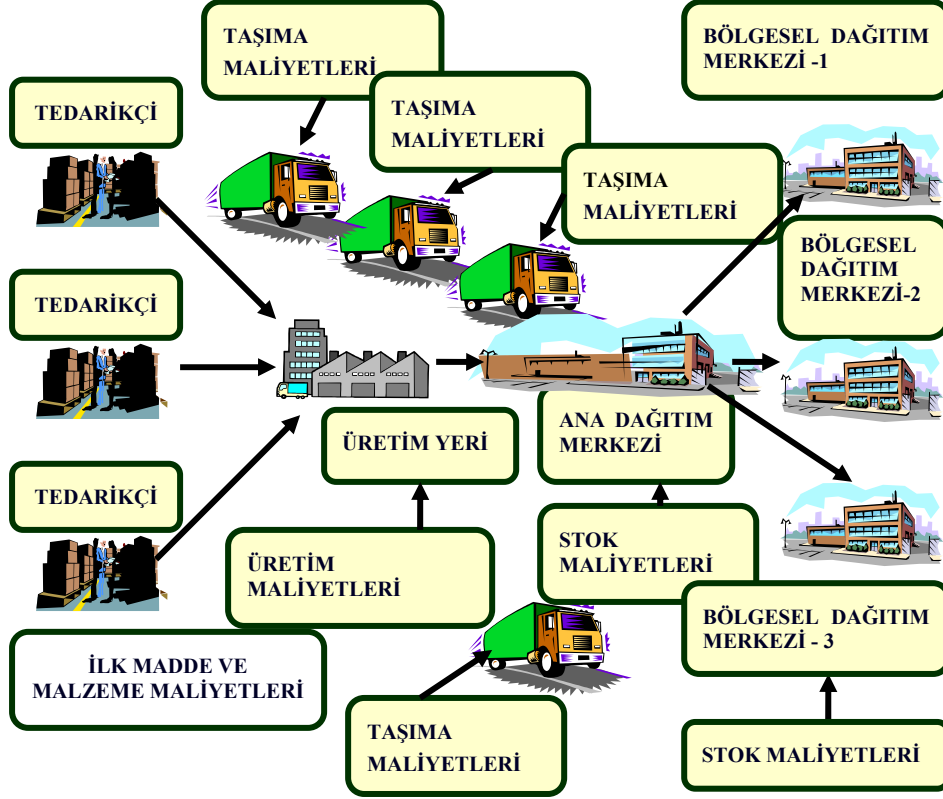 TAŞIMA
MALİYETLERİ
BÖLGESEL DAĞITIM
MERKEZİ -1
TEDARİKÇİ
TAŞIMA
MALİYETLERİ
TAŞIMA
MALİYETLERİ
BÖLGESEL
DAĞITIM
MERKEZİ-2
TEDARİKÇİ
ÜRETİM YERİ
ANA DAĞITIM
MERKEZİ
TEDARİKÇİ
ÜRETİM
MALİYETLERİ
STOK
MALİYETLERİ
BÖLGESEL DAĞITIM
MERKEZİ - 3
İLK MADDE VE
MALZEME MALİYETLERİ
TAŞIMA
MALİYETLERİ
STOK MALİYETLERİ